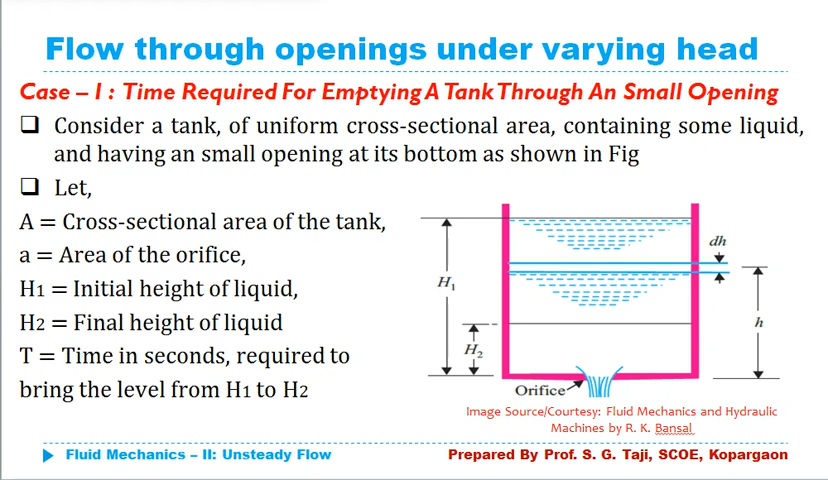 Flow through openings under varying head
Case – I : Time Required For Emptying A Tank Through An Small Opening
❑ Consider a tank, of uniform cross-sectional area, containing some liquid,
and having an small opening at its bottom as shown in Fig
❑ Let,
A = Cross-sectional area of the tank,
a = Area of the orifice,
H1 = Initial height of liquid,
H2 = Final height of liquid
T = Time in seconds, required to
bring the level from H1 to H2
dh
H1
h
H2
Orifice
Image Source/Courtesy: Fluid Mechanics and Hydraulic
Machines by R. K. Bansal
Fluid Mechanics – II: Unsteady Flow
Prepared By Prof. S. G. Taji, SCOE, Kopargaon